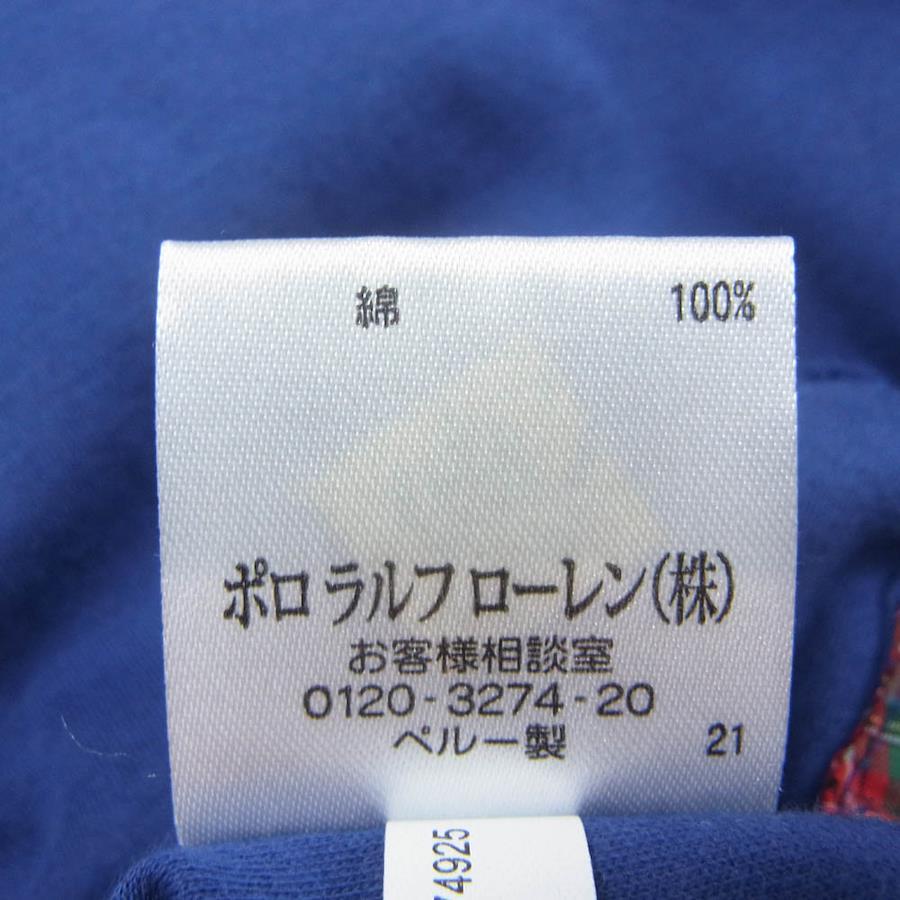 綿 100%
ポロ ラルフ ローレン(株)
お客様相談室
0120-3274-20
ペルー製 21
74925